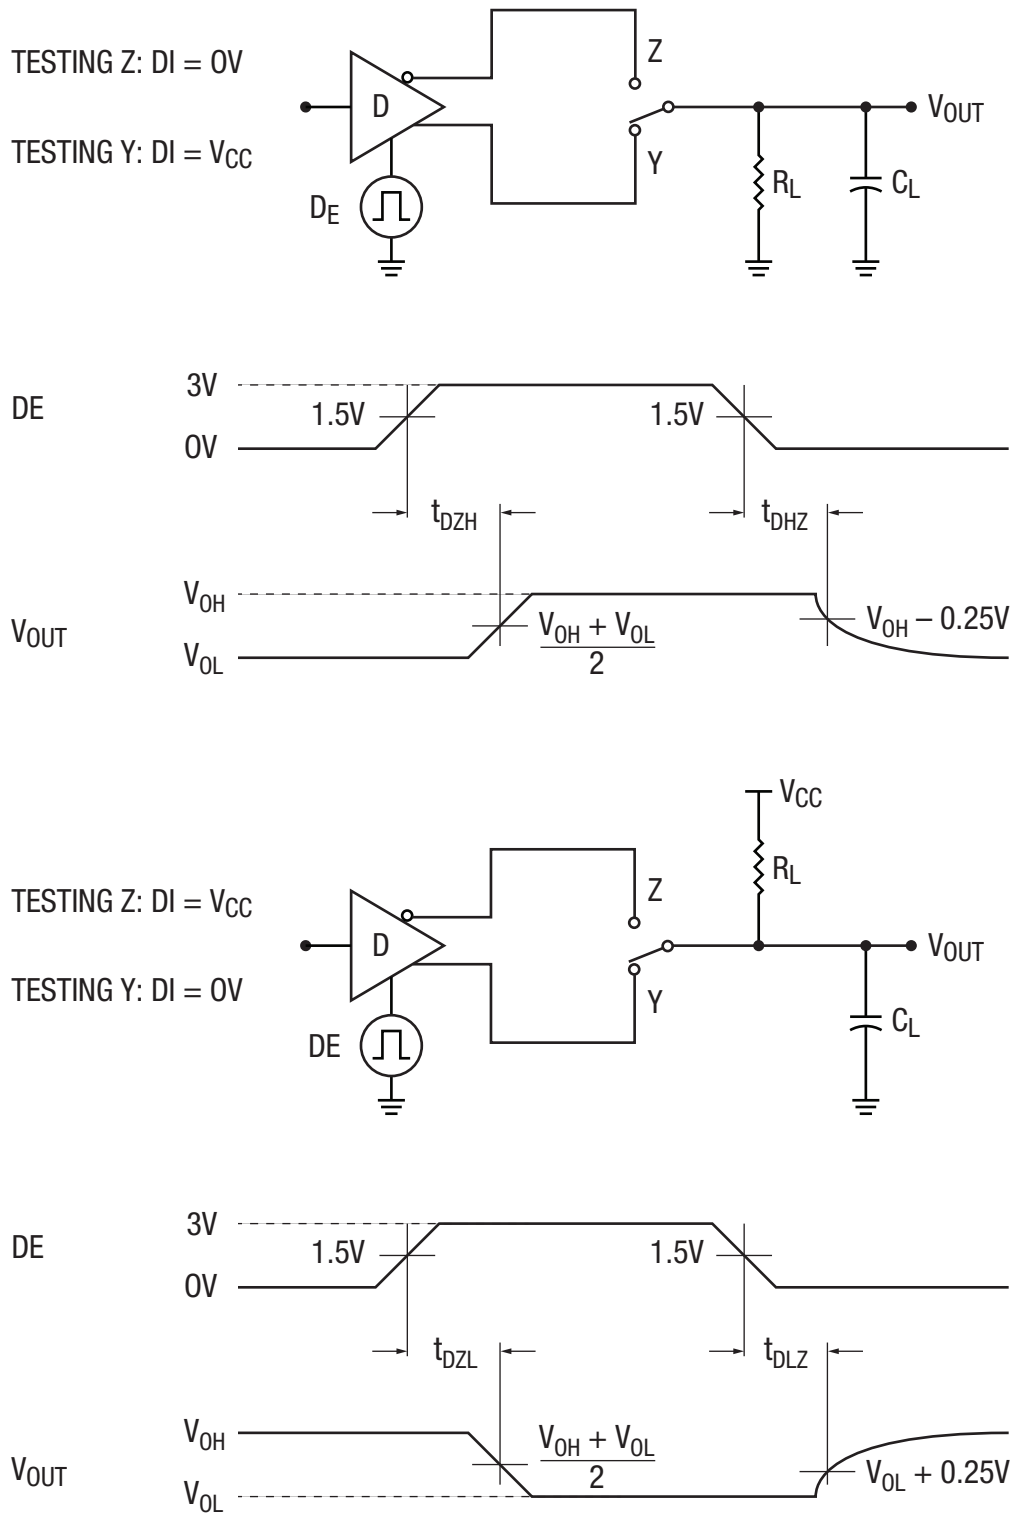 Z
TESTING Z: DI = 0V
D
V_OUT
TESTING Y: DI = V_CC
Y
R_L
C_L
D_E
3V
DE
1.5V
1.5V
0V
t_DZH
t_DHZ
V_OH
V_OH + V_OL
V_OH – 0.25V
V_OUT
2
V_OL
V_CC
R_L
Z
TESTING Z: DI = V_CC
D
V_OUT
TESTING Y: DI = 0V
Y
C_L
DE
3V
DE
1.5V
1.5V
0V
t_DZL
t_DLZ
V_OH
V_OH + V_OL
V_OUT
2
V_OL + 0.25V
V_OL